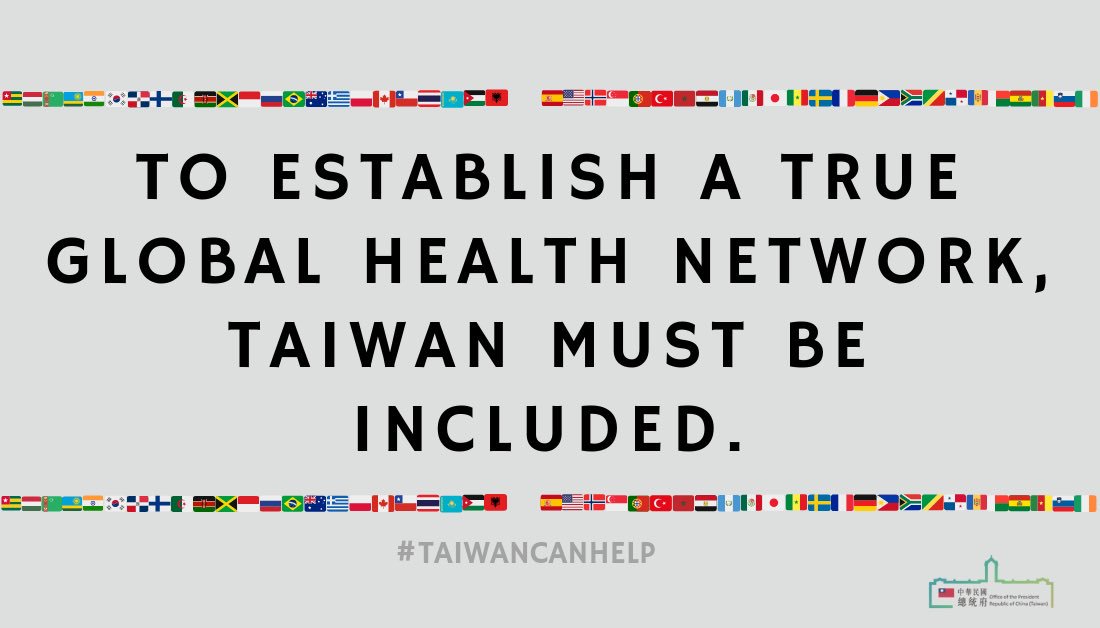 TO ESTABLISH A TRUE
GLOBAL HEALTH NETWORK,
TAIWAN MUST BE
INCLUDED.
#TAIWANCANHELP
中華民國
總統府
Office of the President
Republic of China (Taiwan)